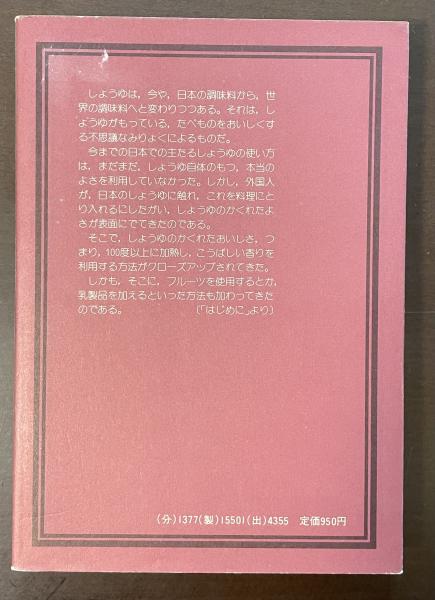 しょうゆは，今や，日本の調味料から，世
界の調味料へと変わりつつある。それは，し
ょうゆがもっている，たべものをおいしくす
る不思議なみりょくによるものだ。
今までの日本での主たるしょうゆの使い方
は，まだまだ，しょうゆ自体のもつ，本当の
よさを利用していなかった。しかし，外国人
が，日本のしょうゆに触れ，これを料理にと
り入れるにしたがい，しょうゆのかくれたよ
さが表面にでてきたのである。
そこで，しょうゆのかくれたおいしさ，つ
まり，100度以上に加熱し，こうばしい香りを
利用する方法がクローズアップされてきた。
しかも，そこに，フルーツを使用するとか，
乳製品を加えるといった方法も加わってきた
のである。　　　　　　（「はじめに」より）
（分）1377（製）15501（出）4355　定価950円